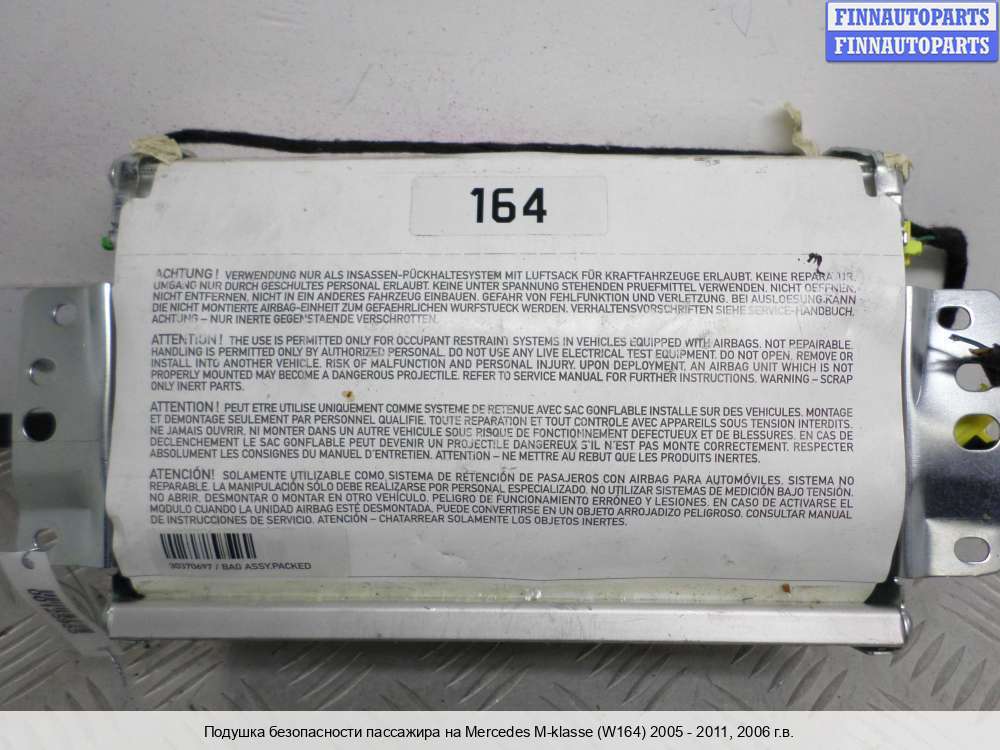 FINNAUTOPARTS
FINNAUTOPARTS
164
ACHTUNG! VERWENDUNG NUR ALS INSASSEN-RÜCKHALTESYSTEM MIT LUFTSACK FÜR KRAFTFAHRZEUGE ERLAUBT. KEINE REPARATUR.
UMGANG NUR DURCH GESCHULTES PERSONAL ERLAUBT. KEINE UNTER SPANNUNG STEHENDEN PRUEFMITTEL VERWENDEN. NICHT OEFFNEN,
NICHT ENTFERNEN, NICHT IN EIN ANDERES FAHRZEUG EINBAUEN. GEFAHR VON FEHLFUNKTION UND VERLETZUNG. BEI AUSLOESUNG KANN
DIE NICHT MONTIERTE AIRBAG-EINHEIT ZUM GEFAEHRLICHEN WURFSTUECK WERDEN. VERHALTENSVORSCHRIFTEN SIEHE SERVICE-HANDBUCH.
ACHTUNG – NUR INERTE GEGENSTAENDE VERSCHROTTEN.
ATTENTION! THE USE IS PERMITTED ONLY FOR OCCUPANT RESTRAINT SYSTEMS IN VEHICLES EQUIPPED WITH AIRBAGS. NOT REPAIRABLE.
HANDLING IS PERMITTED ONLY BY AUTHORIZED PERSONAL. DO NOT USE ANY LIVE ELECTRICAL TEST EQUIPMENT. DO NOT OPEN, REMOVE OR
INSTALL INTO ANOTHER VEHICLE. RISK OF MALFUNCTION AND PERSONAL INJURY. UPON DEPLOYMENT, AN AIRBAG UNIT WHICH IS NOT
PROPERLY MOUNTED MAY BECOME A DANGEROUS PROJECTILE. REFER TO SERVICE MANUAL FOR FURTHER INSTRUCTIONS. WARNING – SCRAP
ONLY INERT PARTS.
ATTENTION! PEUT ETRE UTILISE UNIQUEMENT COMME SYSTEME DE RETENUE AVEC SAC GONFLABLE INSTALLE SUR DES VEHICULES. MONTAGE
ET DEMONTAGE SEULEMENT PAR PERSONNEL QUALIFIE. TOUTE REPARATION ET TOUT CONTROLE AVEC APPAREILS SOUS TENSION INTERDITS.
NE JAMAIS OUVRIR, NI MONTER DANS UN AUTRE VEHICULE SOUS RISQUE DE FONCTIONNEMENT DEFECTUEUX ET DE BLESSURES. EN CAS DE
DECLENCHEMENT LE SAC GONFLABLE PEUT DEVENIR UN PROJECTILE DANGEREUX S'IL N'EST PAS MONTE CORRECTEMENT. RESPECTER
ABSOLUMENT LES CONSIGNES DU MANUEL D'ENTRETIEN. ATTENTION – NE METTRE AU REBUT QUE LES PRODUITS INERTES.
ATENCIÓN! SOLAMENTE UTILIZABLE COMO SISTEMA DE RETENCIÓN DE PASAJEROS CON AIRBAG PARA AUTOMÓVILES. SISTEMA NO
REPARABLE. LA MANIPULACIÓN SÓLO DEBE REALIZARSE POR PERSONAL ESPECIALIZADO. NO UTILIZAR SISTEMAS DE MEDICIÓN BAJO TENSIÓN.
NO ABRIR, DESMONTAR O MONTAR EN OTRO VEHÍCULO. PELIGRO DE FUNCIONAMIENTO ERRÓNEO Y LESIONES. EN CASO DE ACTIVARSE EL
MODULO CUANDO LA UNIDAD AIRBAG ESTÉ DESMONTADA, PUEDE CONVERTIRSE EN UN OBJETO ARROJADIZO PELIGROSO. CONSULTAR MANUAL
DE INSTRUCCIONES DE SERVICIO. ATENCIÓN – CHATARREAR SOLAMENTE LOS OBJETOS INERTES.
30370697 / BAG ASSY.PACKED
Подушка безопасности пассажира на Mercedes M-klasse (W164) 2005 - 2011, 2006 г.в.